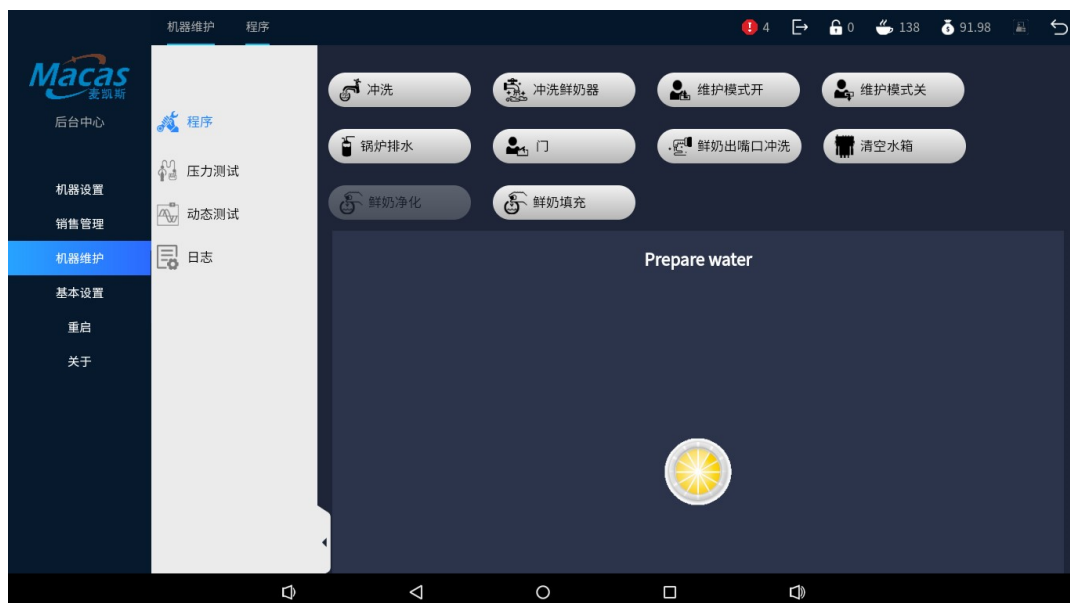 机器维护 程序 4 0 138 91.98
Macas
麦凯斯
后台中心
机器设置
销售管理
机器维护
基本设置
重启
关于
程序
压力测试
动态测试
日志
冲洗 冲洗鲜奶器 维护模式开 维护模式关
锅炉排水 门 鲜奶出嘴口冲洗 清空水箱
鲜奶净化 鲜奶填充
Prepare water